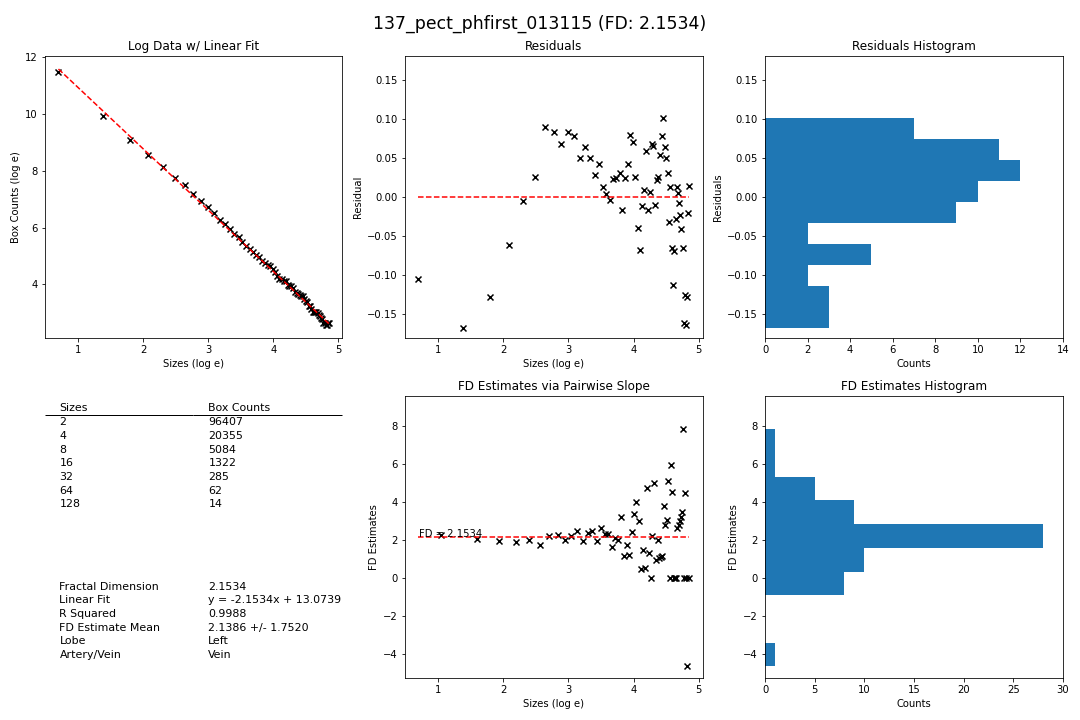 137_pect_phfirst_013115 (FD: 2.1534)
Log Data w/ Linear Fit
Box Counts (log e)
12
10
8
6
4
1 2 3 4 5
Sizes (log e)
Residuals
Residual
0.15
0.10
0.05
0.00
−0.05
−0.10
−0.15
1 2 3 4 5
Sizes (log e)
Residuals Histogram
Residuals
0.15
0.10
0.05
0.00
−0.05
−0.10
−0.15
0 2 4 6 8 10 12 14
Counts
Sizes Box Counts
2 96407
4 20355
8 5084
16 1322
32 285
64 62
128 14
Fractal Dimension 2.1534
Linear Fit y = -2.1534x + 13.0739
R Squared 0.9988
FD Estimate Mean 2.1386 +/- 1.7520
Lobe Left
Artery/Vein Vein
FD Estimates via Pairwise Slope
FD Estimates
8
6
4
2
0
−2
−4
FD = 2.1534
1 2 3 4 5
Sizes (log e)
FD Estimates Histogram
FD Estimates
8
6
4
2
0
−2
−4
0 5 10 15 20 25 30
Counts